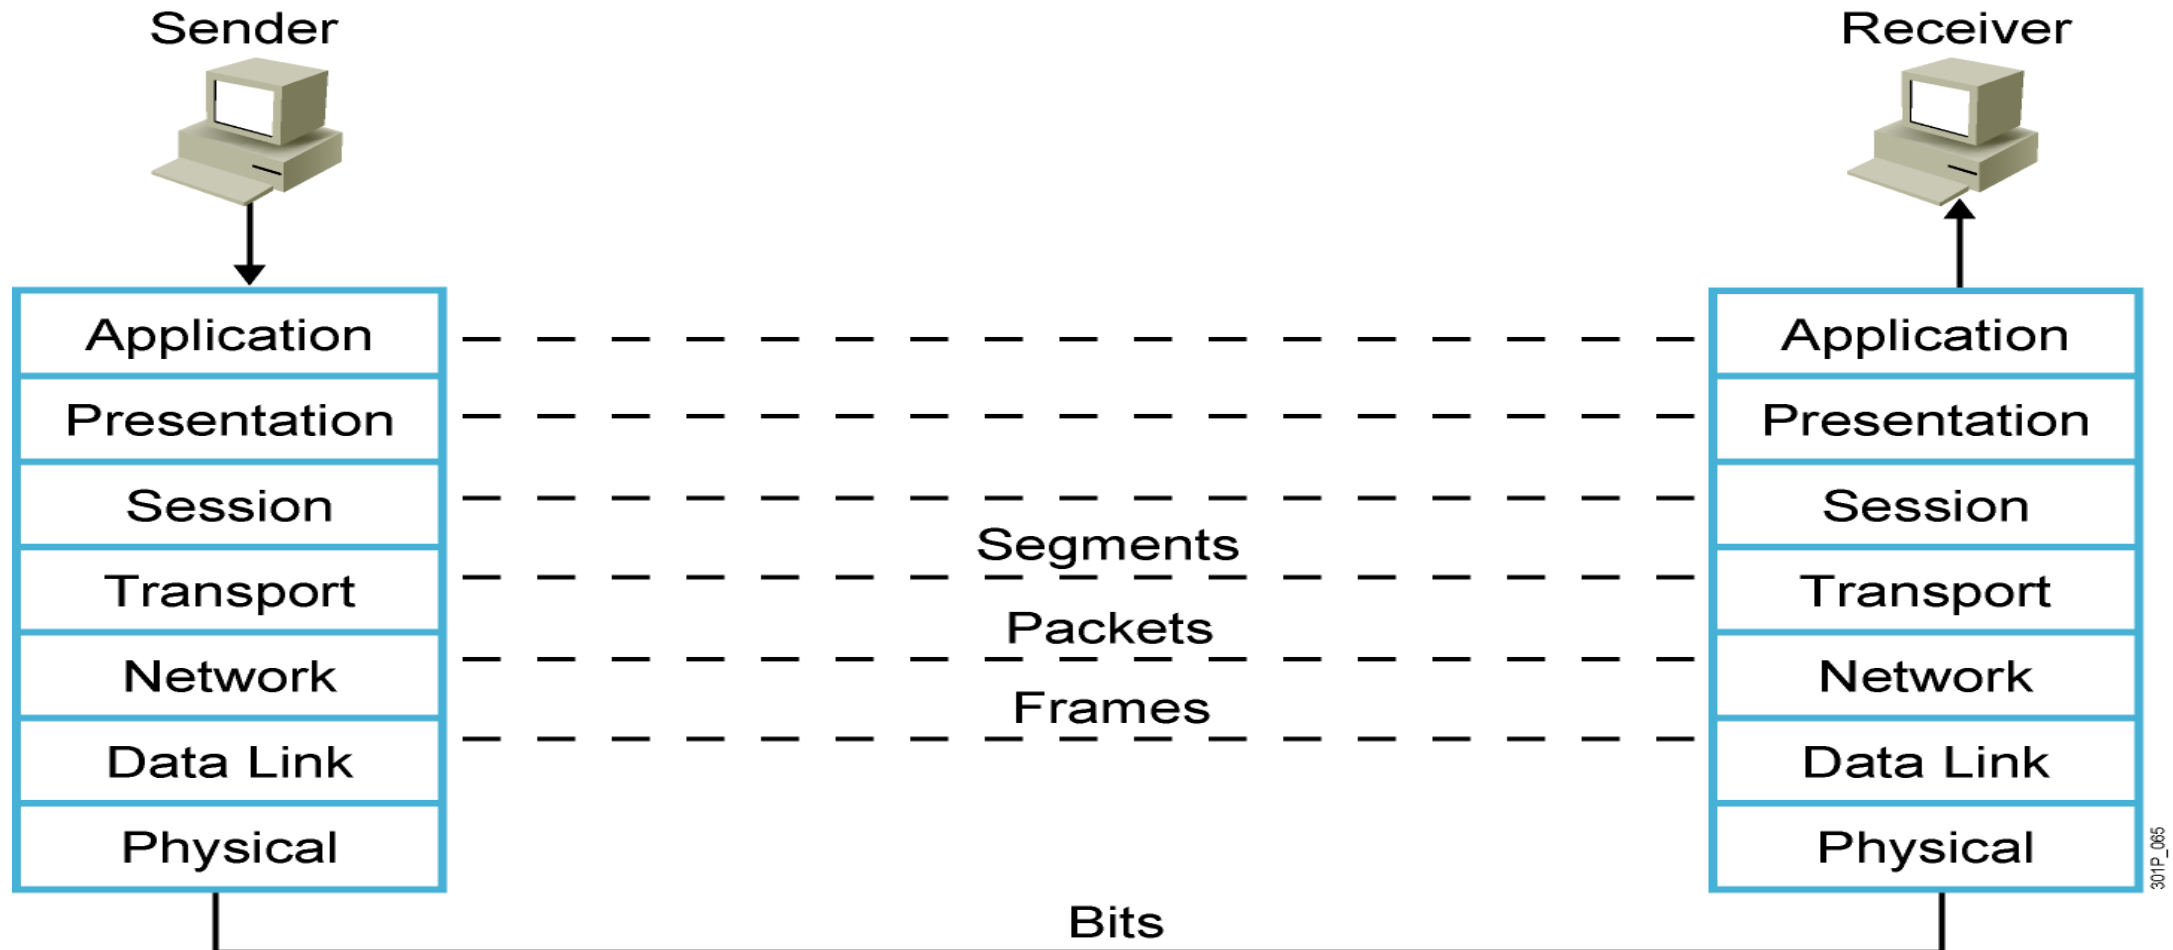 Sender
Receiver
Application
Application
Presentation
Presentation
Session
Session
Segments
Transport
Transport
Packets
Network
Network
Frames
Data Link
Data Link
Physical
Physical
301P_065
Bits